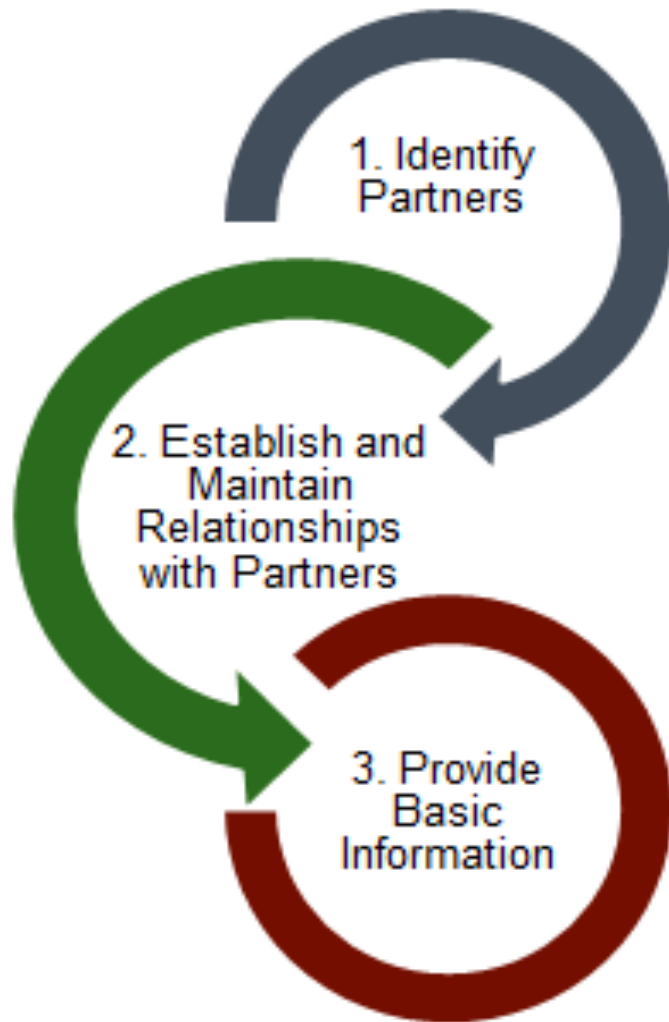 1. Identify
Partners
2. Establish and
Maintain
Relationships
with Partners
3. Provide
Basic
Information